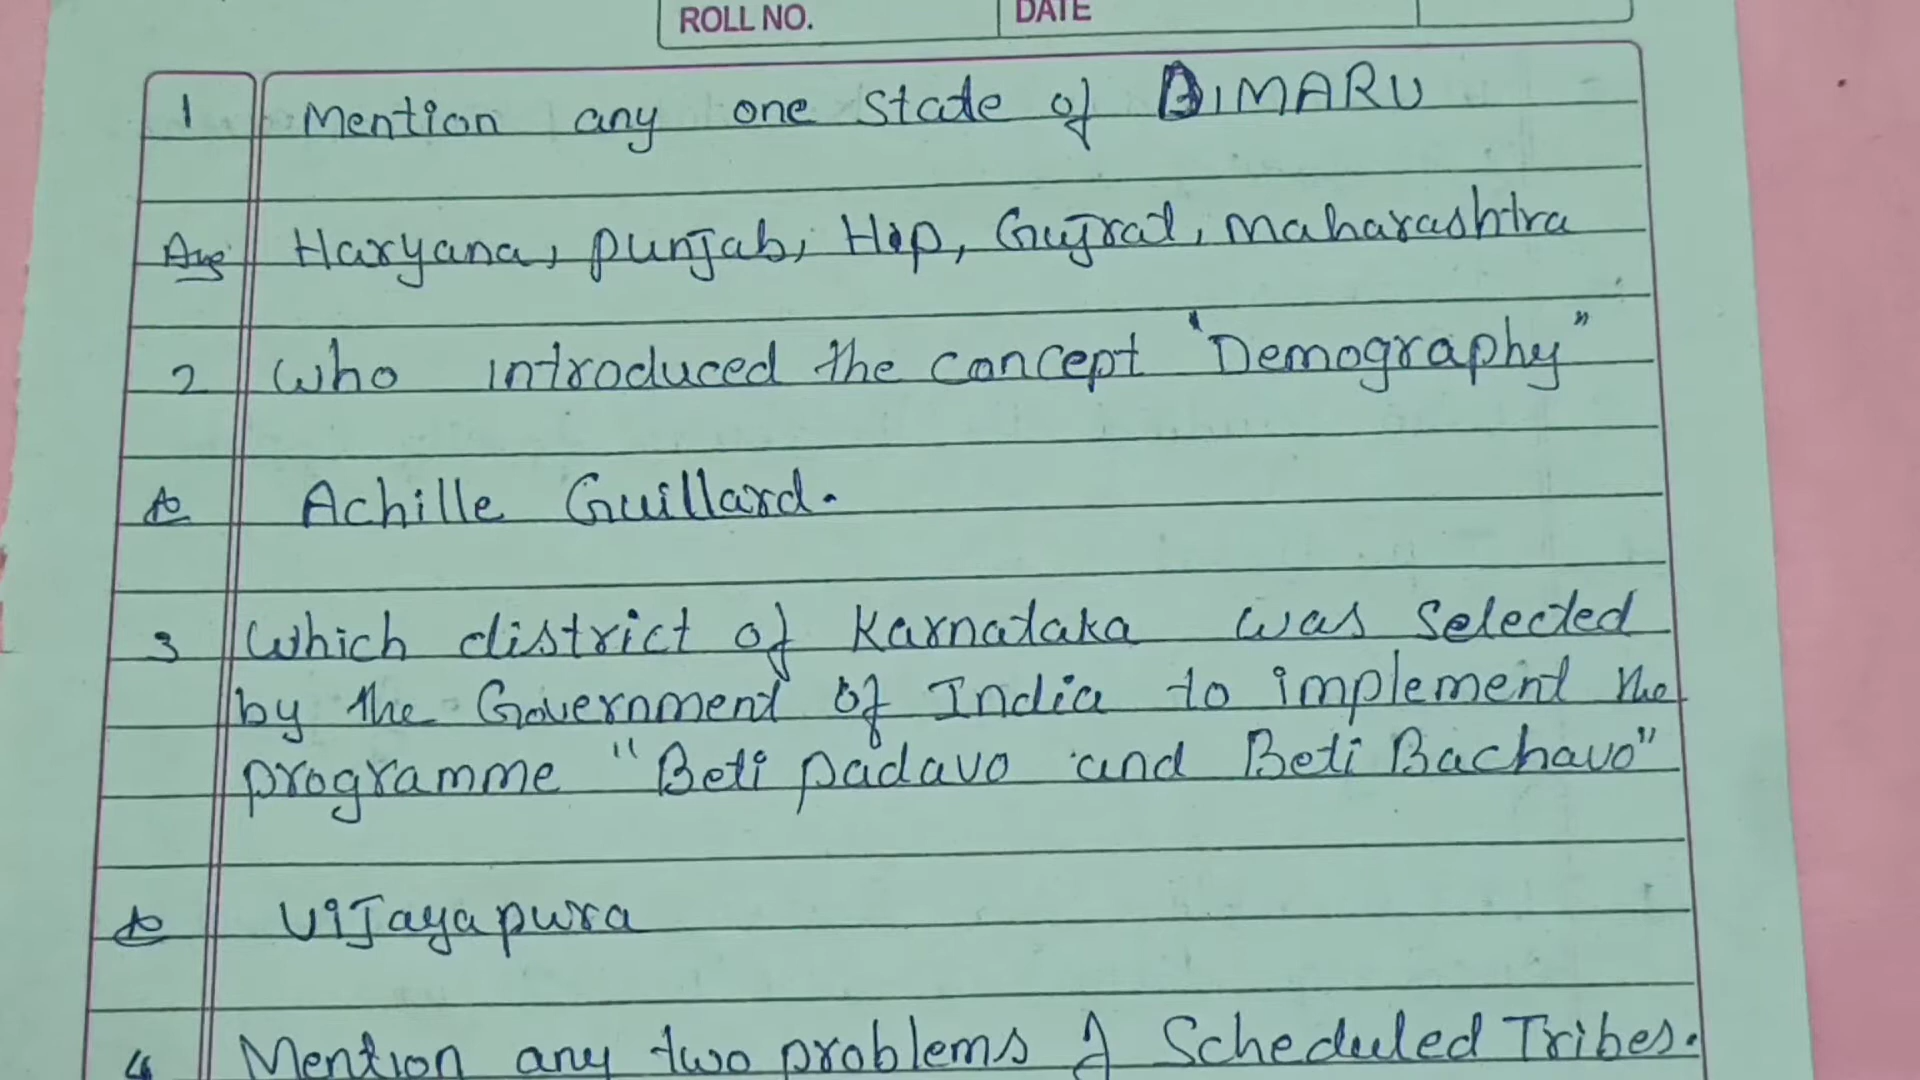 ROLL NO. DATE
1 Mention any one state of BIMARU
Ans Haryana, punjab, H.p, Gujrat, Maharashtra
2 Who introduced the concept "Demography"
A Achille Guillard.
3 Which district of Karnataka was selected
by the Government of India to implement the
programme "Beti padavo and Beti Bachavo"
A Vijayapura
4 Mention any two problems of Scheduled Tribes.